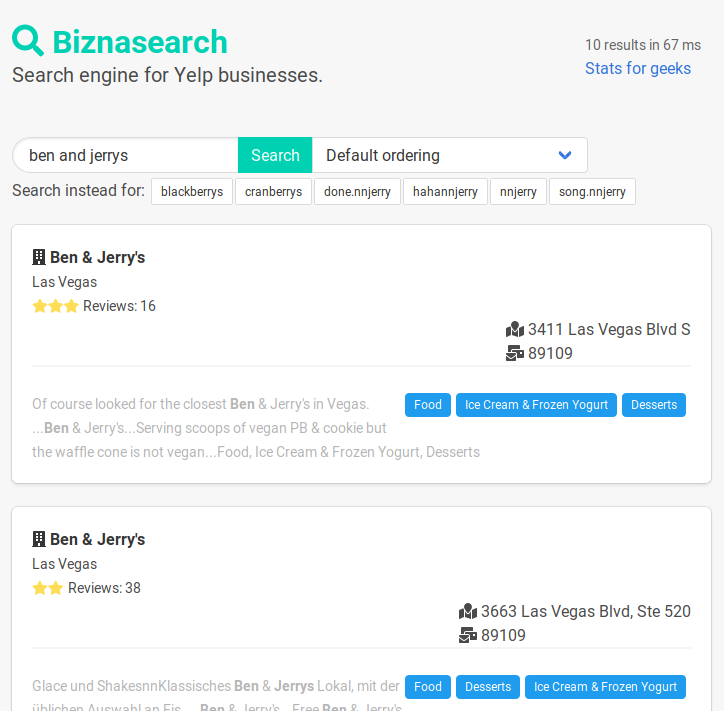 Biznasearch
Search engine for Yelp businesses.
10 results in 67 ms
Stats for geeks
ben and jerrys Search Default ordering
Search instead for: blackberrys cranberrys done.nnjerry hahannjerry nnjerry song.nnjerry
Ben & Jerry's
Las Vegas
Reviews: 16
3411 Las Vegas Blvd S
89109
Of course looked for the closest Ben & Jerry's in Vegas.
...Ben & Jerry's...Serving scoops of vegan PB & cookie but
the waffle cone is not vegan...Food, Ice Cream & Frozen Yogurt, Desserts
Food Ice Cream & Frozen Yogurt Desserts
Ben & Jerry's
Las Vegas
Reviews: 38
3663 Las Vegas Blvd, Ste 520
89109
Glace und ShakesnnKlassisches Ben & Jerrys Lokal, mit der
üblichen Auswahl an Eis. ... Ben & Jerry's...Free Ben & Jerry's
Food Desserts Ice Cream & Frozen Yogurt